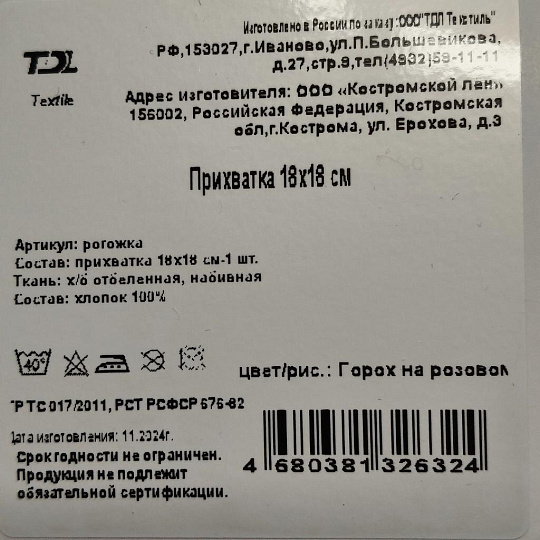 Изготовлено в России по заказу:ООО"ТДЛ Текстиль"
РФ,153027,г.Иваново,ул.П.Большевикова,
д.27,стр.9,тел(4932)59-11-11
TDL
Textile
Адрес изготовителя: ООО «Костромской лен»
156002, Российская Федерация, Костромская
обл,г.Кострома, ул. Ерохова, д.3
Прихватка 18х18 см
Артикул: рогожка
Состав: прихватка 18х18 см-1 шт.
Ткань: х/б отбеленная, набивная
Состав: хлопок 100%
40°
цвет/рис.: Горох на розовом
ТР ТС 017/2011, РСТ РСФСР 676-82
Дата изготовления: 11.2024г.
Срок годности не ограничен.
Продукция не подлежит
обязательной сертификации.
4 680381 326324